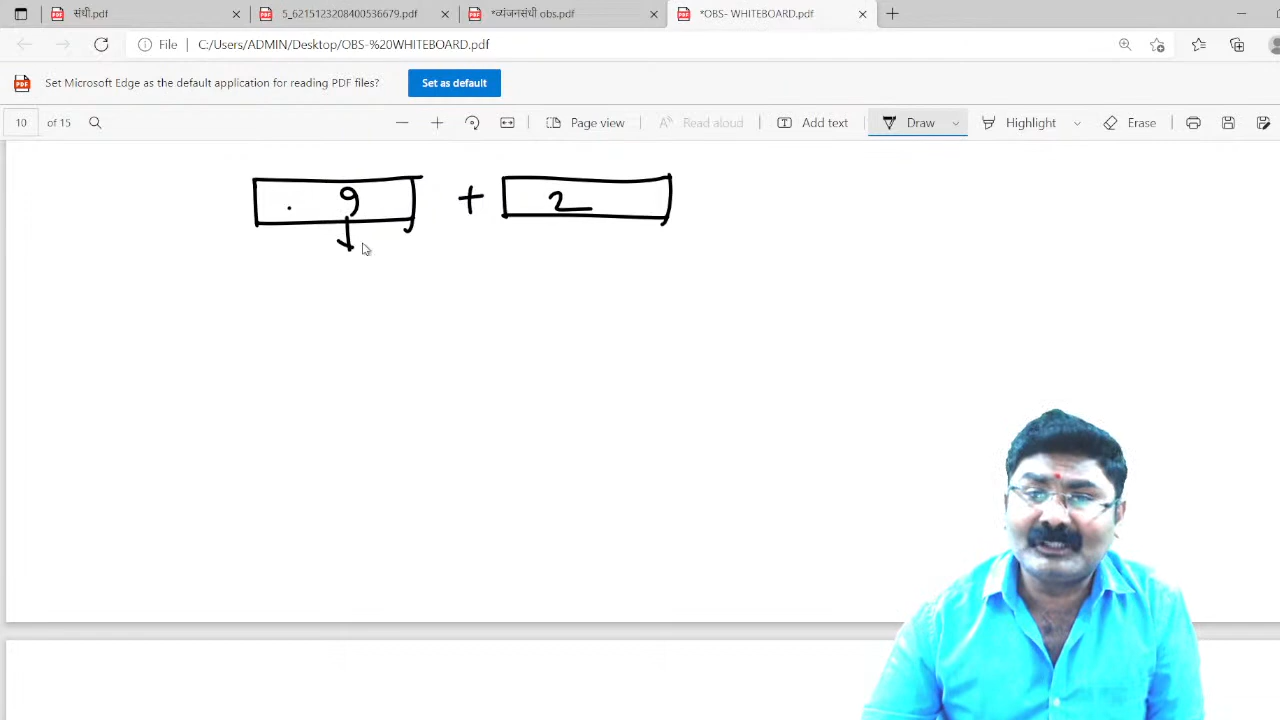 संधी.pdf 5_6215123208400536679.pdf *व्यंजनसंधी obs.pdf *OBS- WHITEBOARD.pdf
File C:/Users/ADMIN/Desktop/OBS-%20WHITEBOARD.pdf
PDF Set Microsoft Edge as the default application for reading PDF files? Set as default
10 of 15 Page view Read aloud Add text Draw Highlight Erase
. 9 + 2